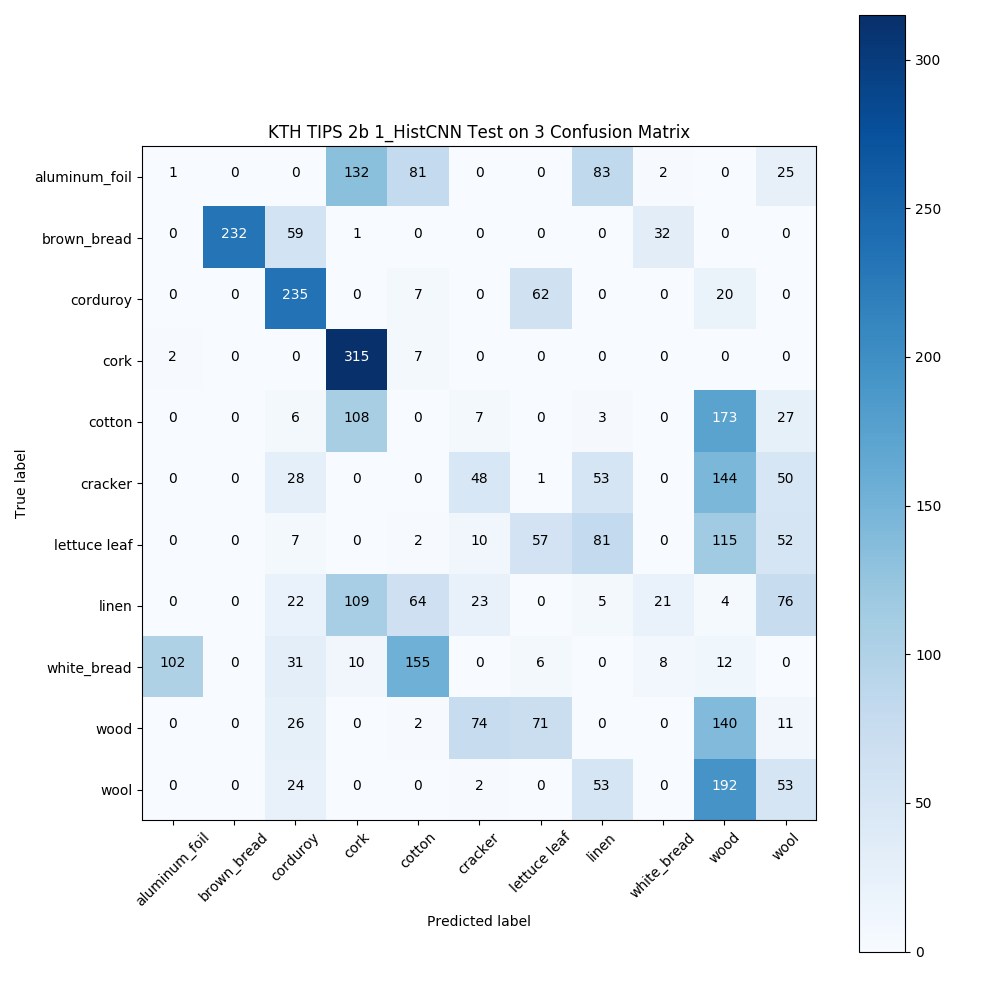 KTH TIPS 2b 1_HistCNN Test on 3 Confusion Matrix
aluminum_foil 1 0 0 132 81 0 0 83 2 0 25
brown_bread 0 232 59 1 0 0 0 0 32 0 0
corduroy 0 0 235 0 7 0 62 0 0 20 0
cork 2 0 0 315 7 0 0 0 0 0 0
cotton 0 0 6 108 0 7 0 3 0 173 27
cracker 0 0 28 0 0 48 1 53 0 144 50
lettuce leaf 0 0 7 0 2 10 57 81 0 115 52
linen 0 0 22 109 64 23 0 5 21 4 76
white_bread 102 0 31 10 155 0 6 0 8 12 0
wood 0 0 26 0 2 74 71 0 0 140 11
wool 0 0 24 0 0 2 0 53 0 192 53
True label
aluminum_foil brown_bread corduroy cork cotton cracker lettuce leaf linen white_bread wood wool
Predicted label
300
250
200
150
100
50
0